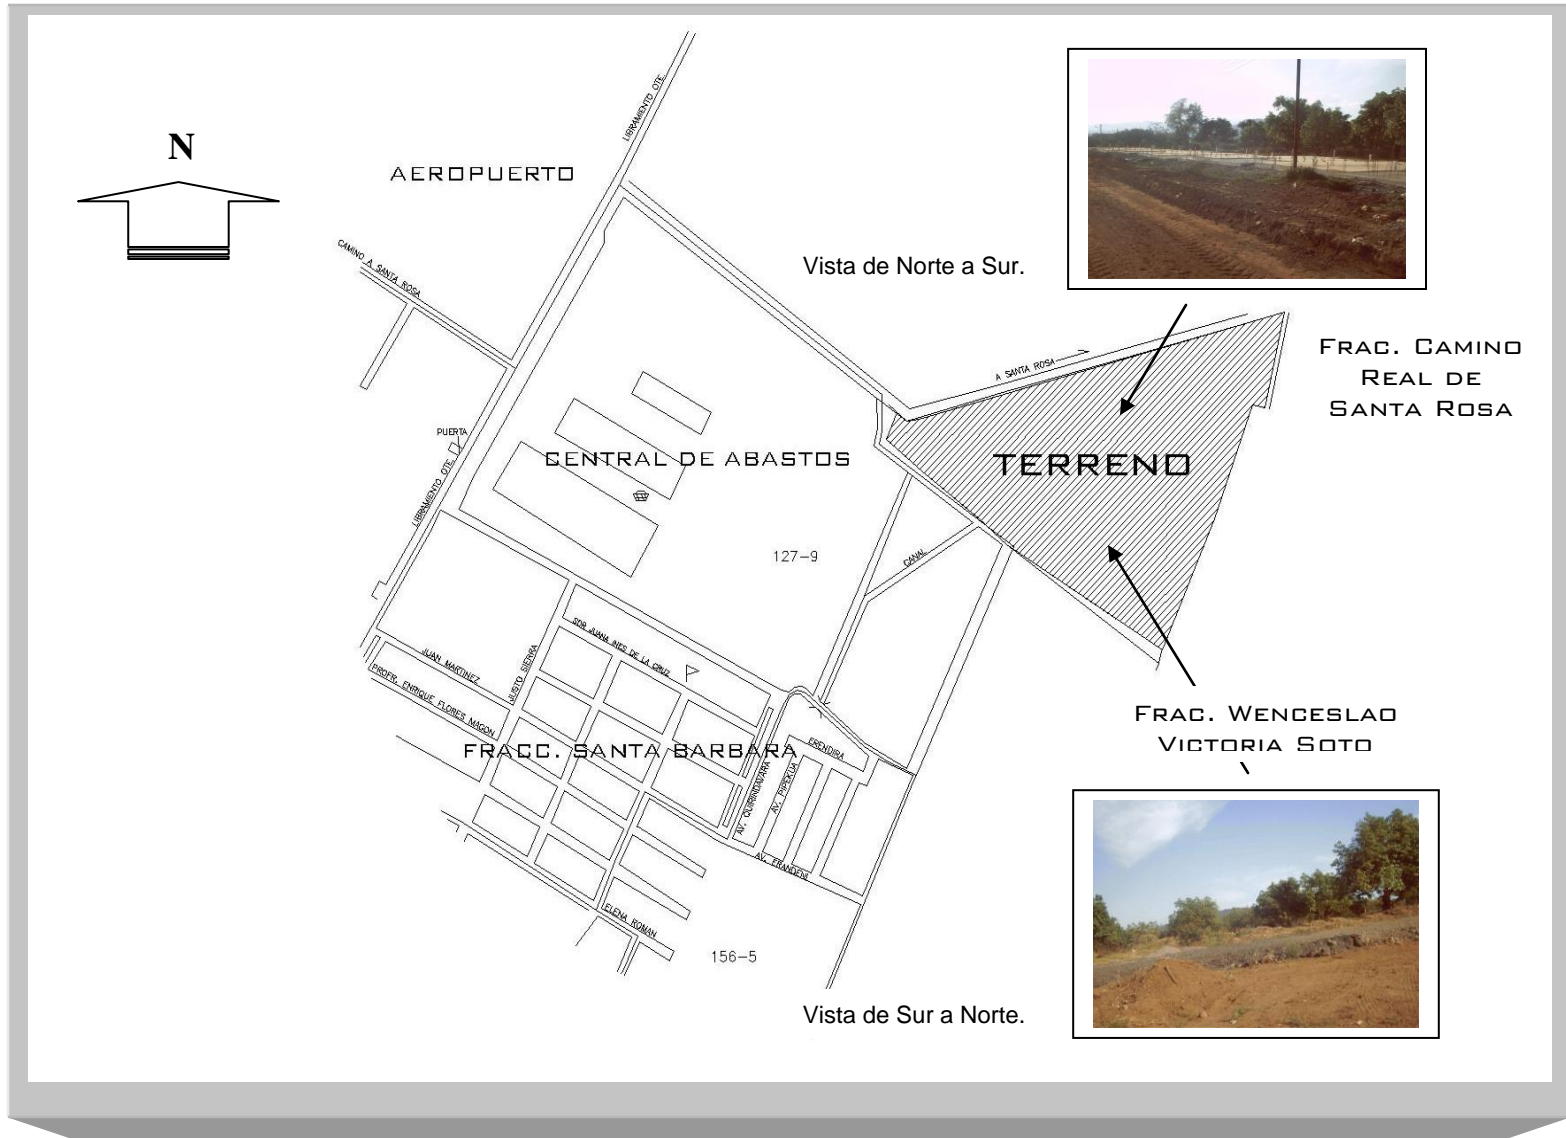 N
AEROPUERTO
LIBRAMIENTO OTE.
CAMINO A SANTA ROSA
Vista de Norte a Sur.
A SANTA ROSA
FRAC. CAMINO
REAL DE
SANTA ROSA
PUERTA
LIBRAMIENTO OTE.
CENTRAL DE ABASTOS
TERRENO
127-9
CANAL
SOR JUANA INES DE LA CRUZ
JUAN MARTINEZ
JUSTO SIERRA
PROFR. ENRIQUE FLORES MAGON
FRACC. SANTA BARBARA
ERENDIRA
AV. QUIRINDAVARA
AV. PIPEKUA
AV. ERANDENI
FRAC. WENCESLAO
VICTORIA SOTO
ELENA ROMAN
156-5
Vista de Sur a Norte.